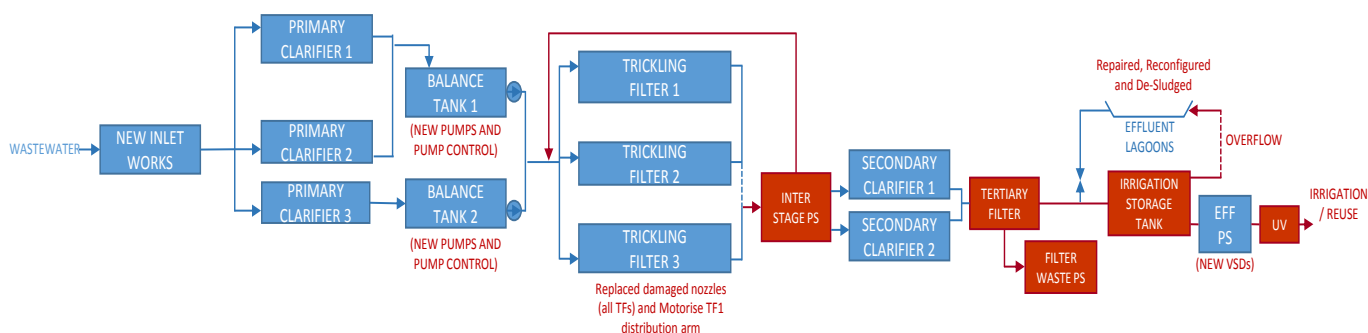 WASTEWATER
NEW INLET
WORKS
PRIMARY
CLARIFIER 1
PRIMARY
CLARIFIER 2
PRIMARY
CLARIFIER 3
BALANCE
TANK 1
(NEW PUMPS AND
PUMP CONTROL)
BALANCE
TANK 2
(NEW PUMPS AND
PUMP CONTROL)
TRICKLING
FILTER 1
TRICKLING
FILTER 2
TRICKLING
FILTER 3
Replaced damaged nozzles
(all TFs) and Motorise TF1
distribution arm
INTER
STAGE PS
SECONDARY
CLARIFIER 1
SECONDARY
CLARIFIER 2
TERTIARY
FILTER
FILTER
WASTE PS
Repaired, Reconfigured
and De-Sludged
EFFLUENT
LAGOONS
OVERFLOW
IRRIGATION
STORAGE
TANK
EFF
PS
(NEW VSDs)
UV
IRRIGATION
/ REUSE